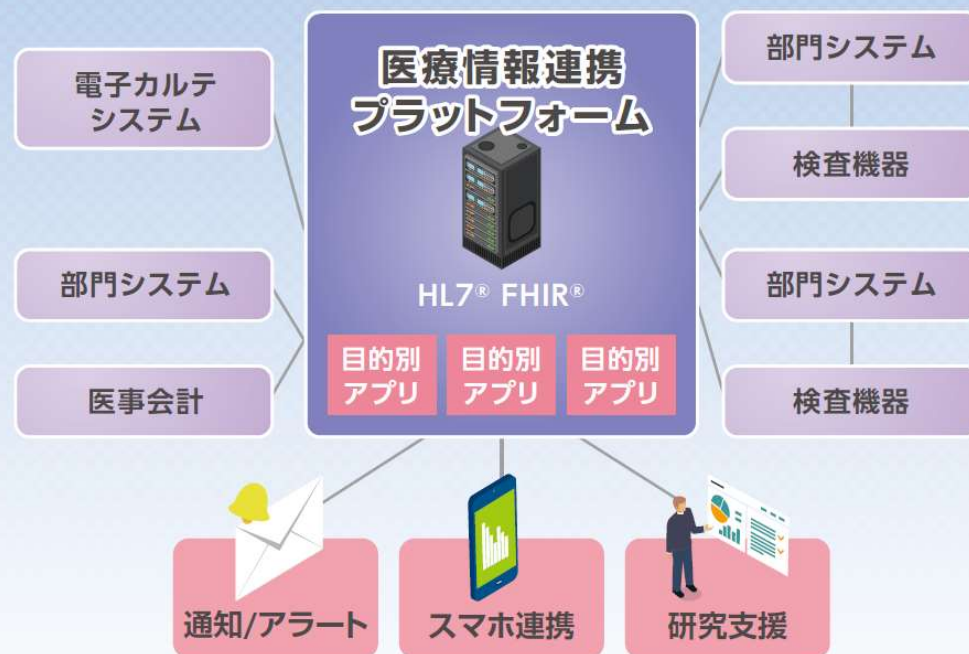 医療情報連携
プラットフォーム
HL7® FHIR®
目的別
アプリ
目的別
アプリ
目的別
アプリ
電子カルテ
システム
部門システム
医事会計
部門システム
検査機器
部門システム
検査機器
通知/アラート
スマホ連携
研究支援